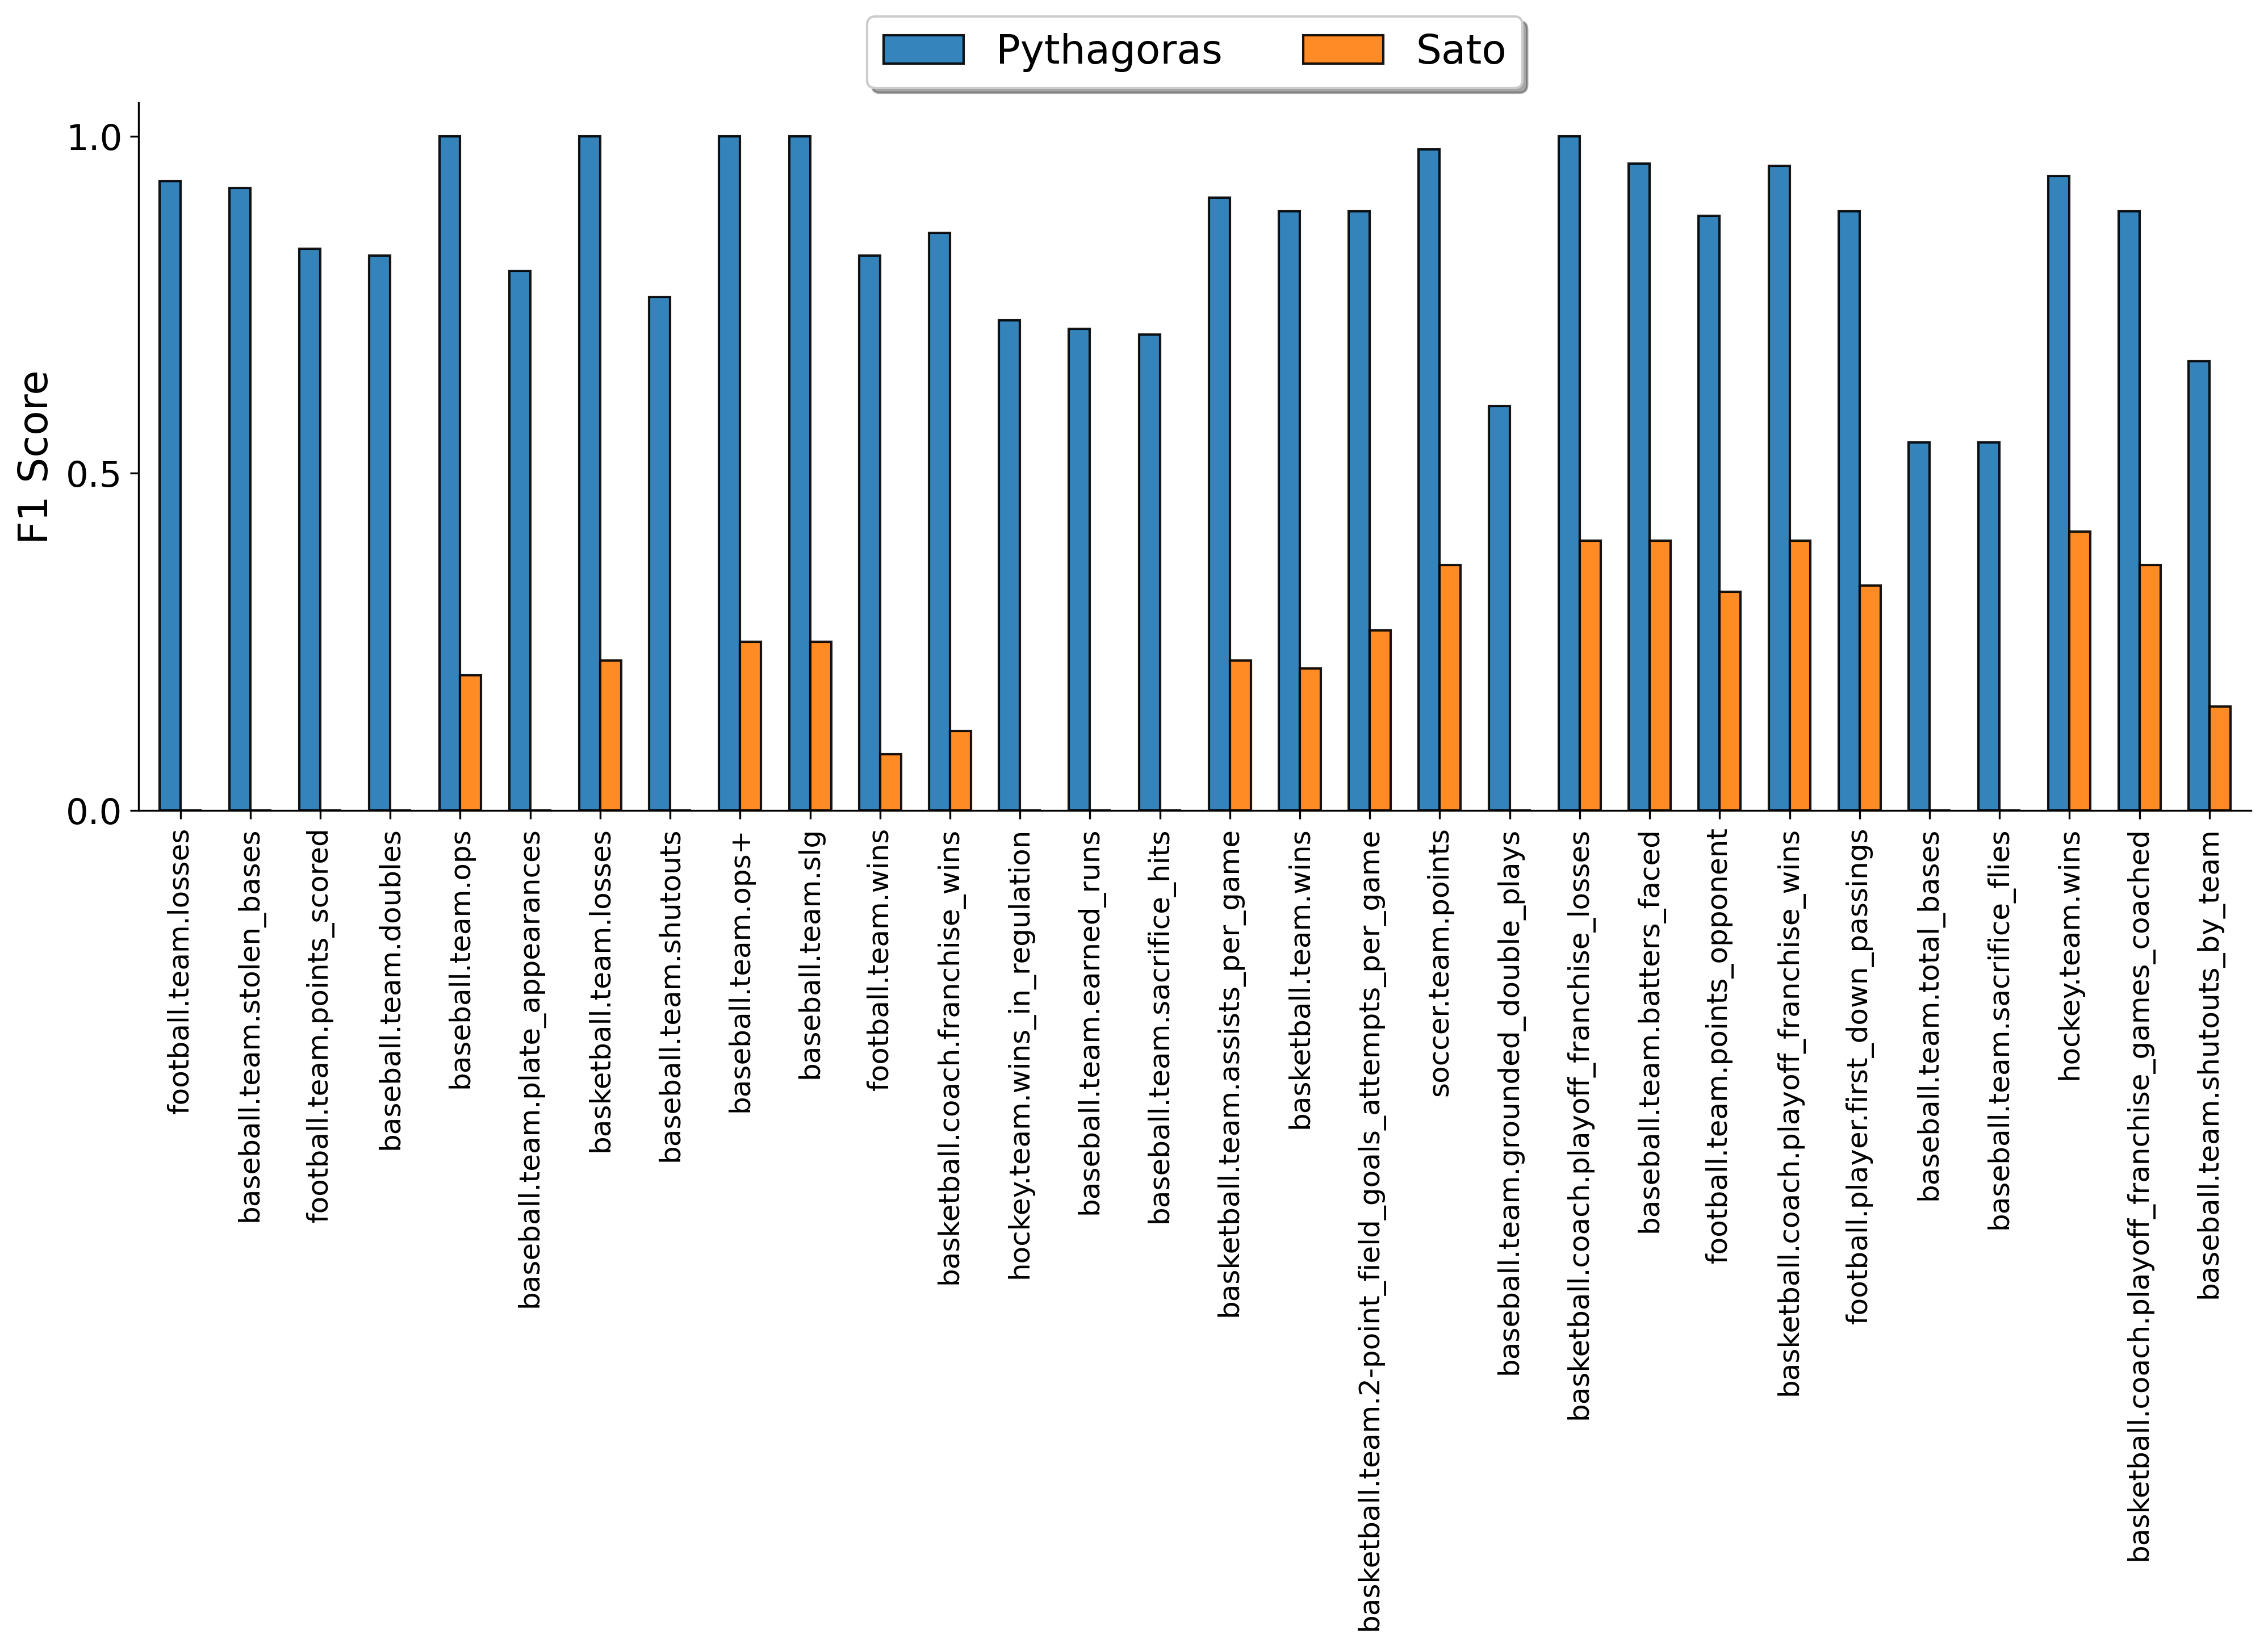 Pythagoras
Sato
F1 Score
1.0
0.5
0.0
football.team.losses
baseball.team.stolen_bases
football.team.points_scored
baseball.team.doubles
baseball.team.ops
baseball.team.plate_appearances
basketball.team.losses
baseball.team.shutouts
baseball.team.ops+
baseball.team.slg
football.team.wins
basketball.coach.franchise_wins
hockey.team.wins_in_regulation
baseball.team.earned_runs
baseball.team.sacrifice_hits
basketball.team.assists_per_game
basketball.team.wins
basketball.team.2-point_field_goals_attempts_per_game
soccer.team.points
baseball.team.grounded_double_plays
basketball.coach.playoff_franchise_losses
baseball.team.batters_faced
football.team.points_opponent
basketball.coach.playoff_franchise_wins
football.player.first_down_passings
baseball.team.total_bases
baseball.team.sacrifice_flies
hockey.team.wins
basketball.coach.playoff_franchise_games_coached
baseball.team.shutouts_by_team